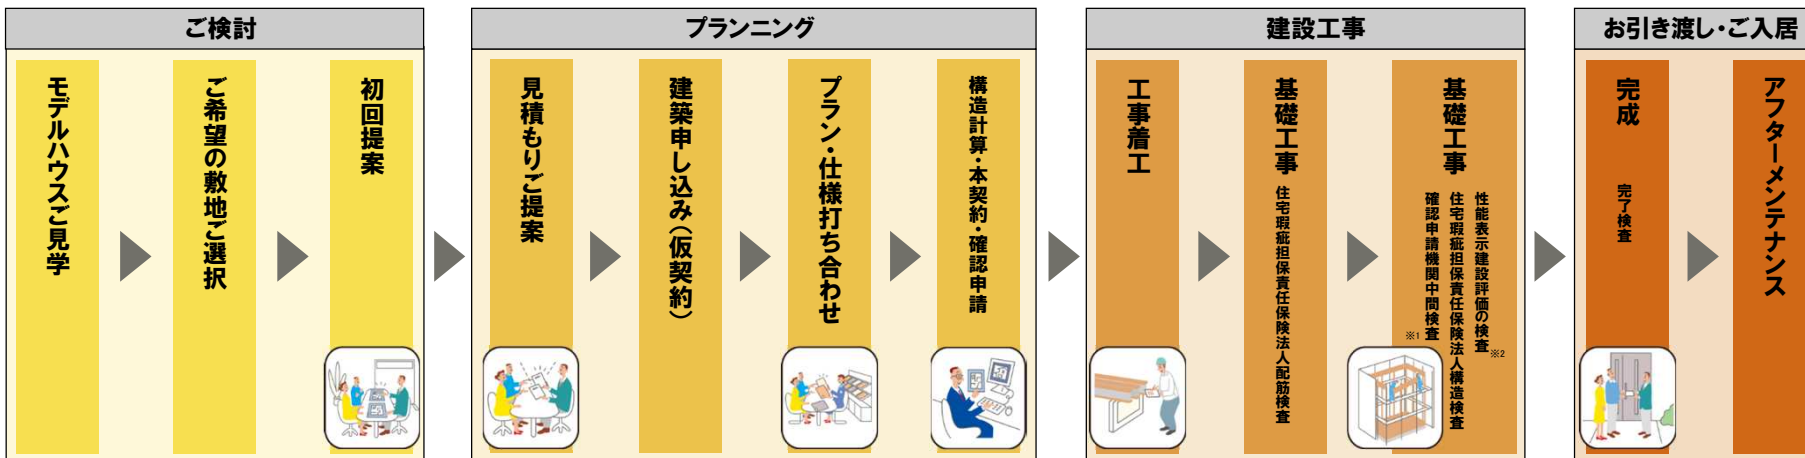 ご検討
モデルハウスご見学
ご希望の敷地ご選択
初回提案
プランニング
見積もりご提案
建築申し込み（仮契約）
プラン・仕様打ち合わせ
構造計算・本契約・確認申請
建設工事
工事着工
基礎工事
住宅瑕疵担保責任保険法人配筋検査
基礎工事
性能表示建設評価の検査※2
住宅瑕疵担保責任保険法人構造検査
確認申請機関中間検査※1
お引き渡し・ご入居
完成
完了検査
アフターメンテナンス